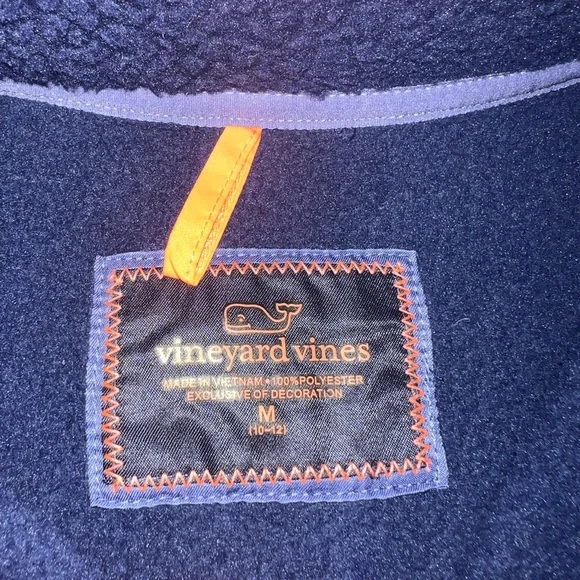 vineyard vines
MADE IN VIETNAM • 100% POLYESTER
EXCLUSIVE OF DECORATION
M
(10-12)